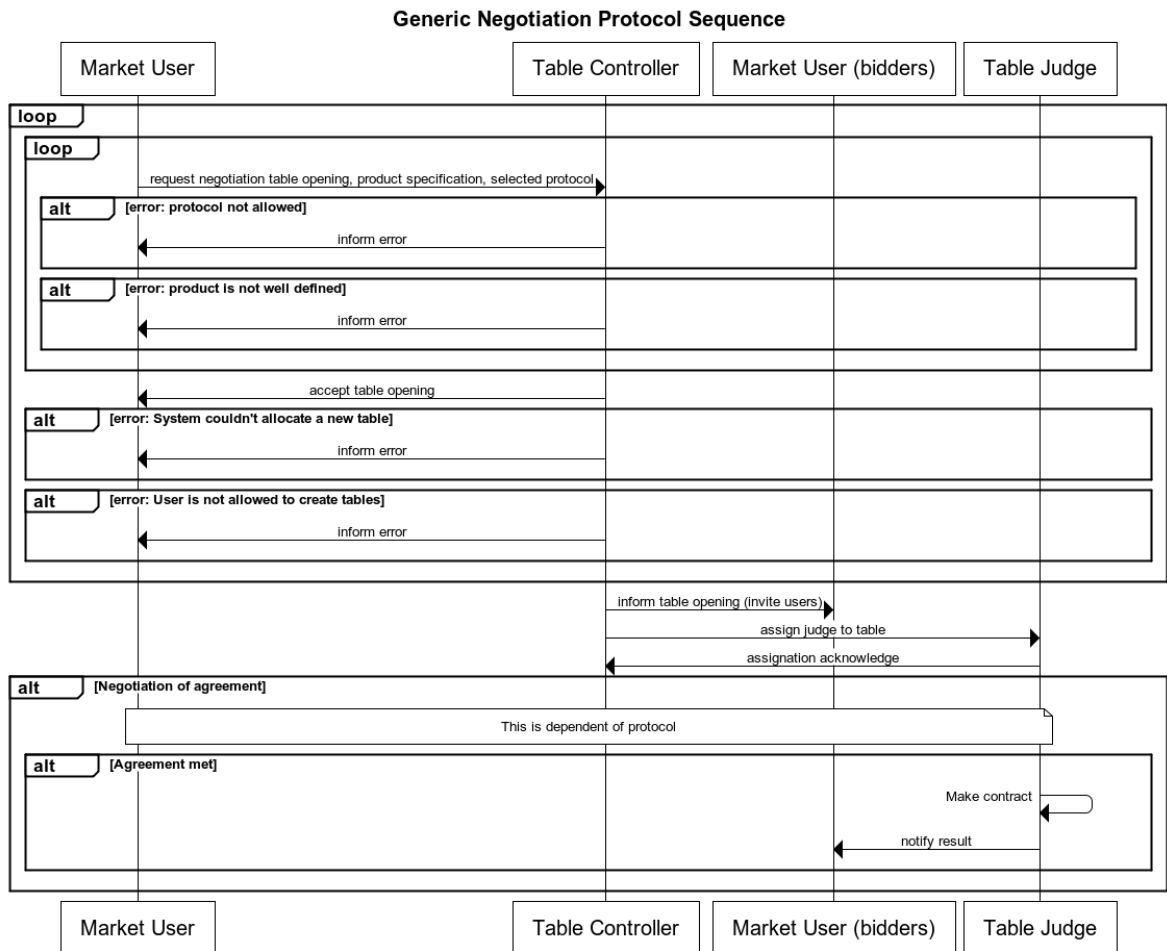 Generic Negotiation Protocol Sequence
Market User
Table Controller
Market User (bidders)
Table Judge
loop
loop
request negotiation table opening, product specification, selected protocol
alt
[error: protocol not allowed]
inform error
alt
[error: product is not well defined]
inform error
accept table opening
alt
[error: System couldn't allocate a new table]
inform error
alt
[error: User is not allowed to create tables]
inform error
inform table opening (invite users)
assign judge to table
assignation acknowledge
alt
[Negotiation of agreement]
This is dependent of protocol
alt
[Agreement met]
Make contract
notify result
Market User
Table Controller
Market User (bidders)
Table Judge